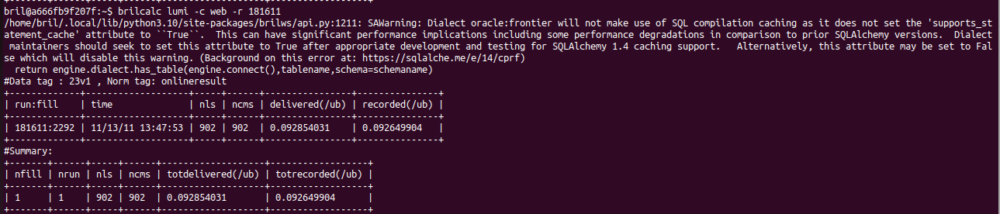 bril@a666fb9f207f:~$ brilcalc lumi -c web -r 181611
/home/bril/.local/lib/python3.10/site-packages/brilws/api.py:1211: SAWarning: Dialect oracle:frontier will not make use of SQL compilation caching as it does not set the 'supports_st
atement_cache' attribute to ``True``.  This can have significant performance implications including some performance degradations in comparison to prior SQLAlchemy versions.  Dialect
 maintainers should seek to set this attribute to True after appropriate development and testing for SQLAlchemy 1.4 caching support.   Alternatively, this attribute may be set to Fal
se which will disable this warning. (Background on this error at: https://sqlalche.me/e/14/cprf)
  return engine.dialect.has_table(engine.connect(),tablename,schema=schemaname)
#Data tag : 23v1 , Norm tag: onlineresult
+-------------+-------------------+-----+------+----------------+---------------+
| run:fill    | time              | nls | ncms | delivered(/ub) | recorded(/ub) |
+-------------+-------------------+-----+------+----------------+---------------+
| 181611:2292 | 11/13/11 13:47:53 | 902 | 902  | 0.092854031    | 0.092649904   |
+-------------+-------------------+-----+------+----------------+---------------+
#Summary:
+-------+------+-----+------+-------------------+------------------+
| nfill | nrun | nls | ncms | totdelivered(/ub) | totrecorded(/ub) |
+-------+------+-----+------+-------------------+------------------+
| 1     | 1    | 902 | 902  | 0.092854031       | 0.092649904      |
+-------+------+-----+------+-------------------+------------------+